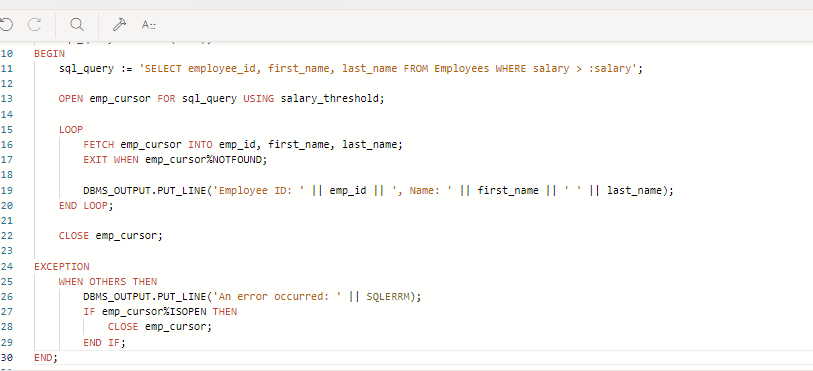 A::
10 BEGIN
11 sql_query := 'SELECT employee_id, first_name, last_name FROM Employees WHERE salary > :salary';
12
13 OPEN emp_cursor FOR sql_query USING salary_threshold;
14
15 LOOP
16 FETCH emp_cursor INTO emp_id, first_name, last_name;
17 EXIT WHEN emp_cursor%NOTFOUND;
18
19 DBMS_OUTPUT.PUT_LINE('Employee ID: ' || emp_id || ', Name: ' || first_name || ' ' || last_name);
20 END LOOP;
21
22 CLOSE emp_cursor;
23
24 EXCEPTION
25 WHEN OTHERS THEN
26 DBMS_OUTPUT.PUT_LINE('An error occurred: ' || SQLERRM);
27 IF emp_cursor%ISOPEN THEN
28 CLOSE emp_cursor;
29 END IF;
30 END;